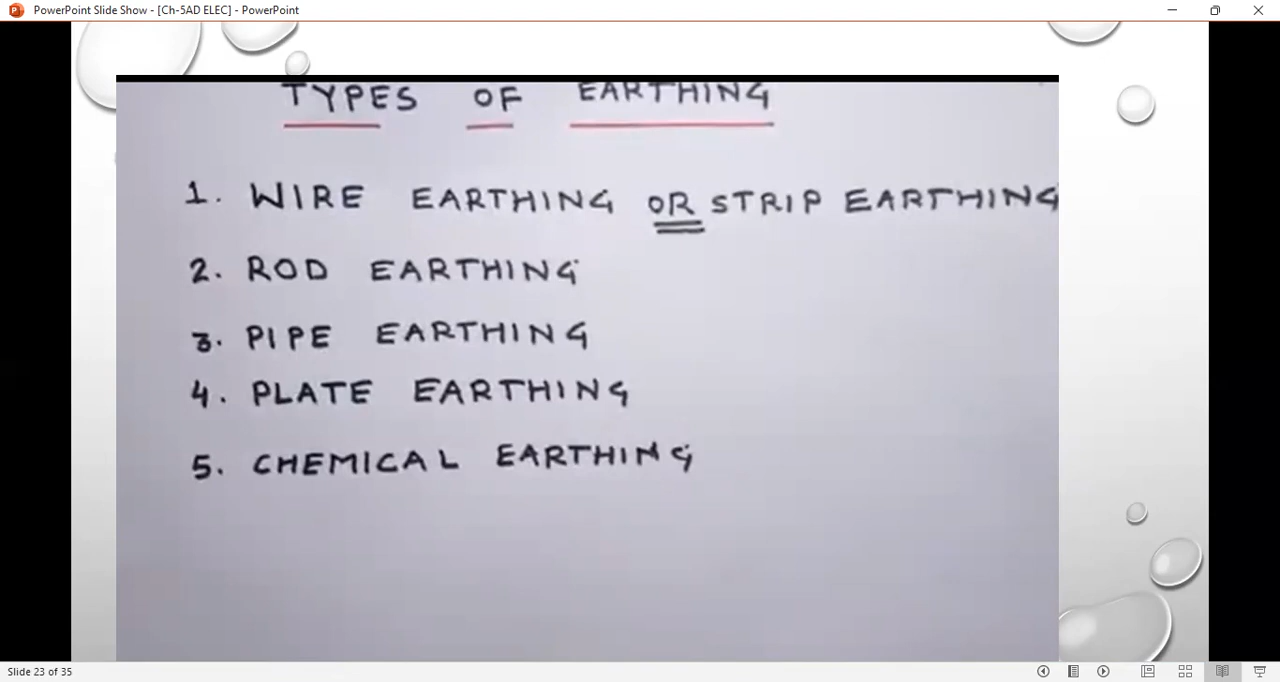 PowerPoint Slide Show - [Ch-5AD ELEC] - PowerPoint
TYPES OF EARTHING
1. WIRE EARTHING OR STRIP EARTHING
2. ROD EARTHING
3. PIPE EARTHING
4. PLATE EARTHING
5. CHEMICAL EARTHING
Slide 23 of 35